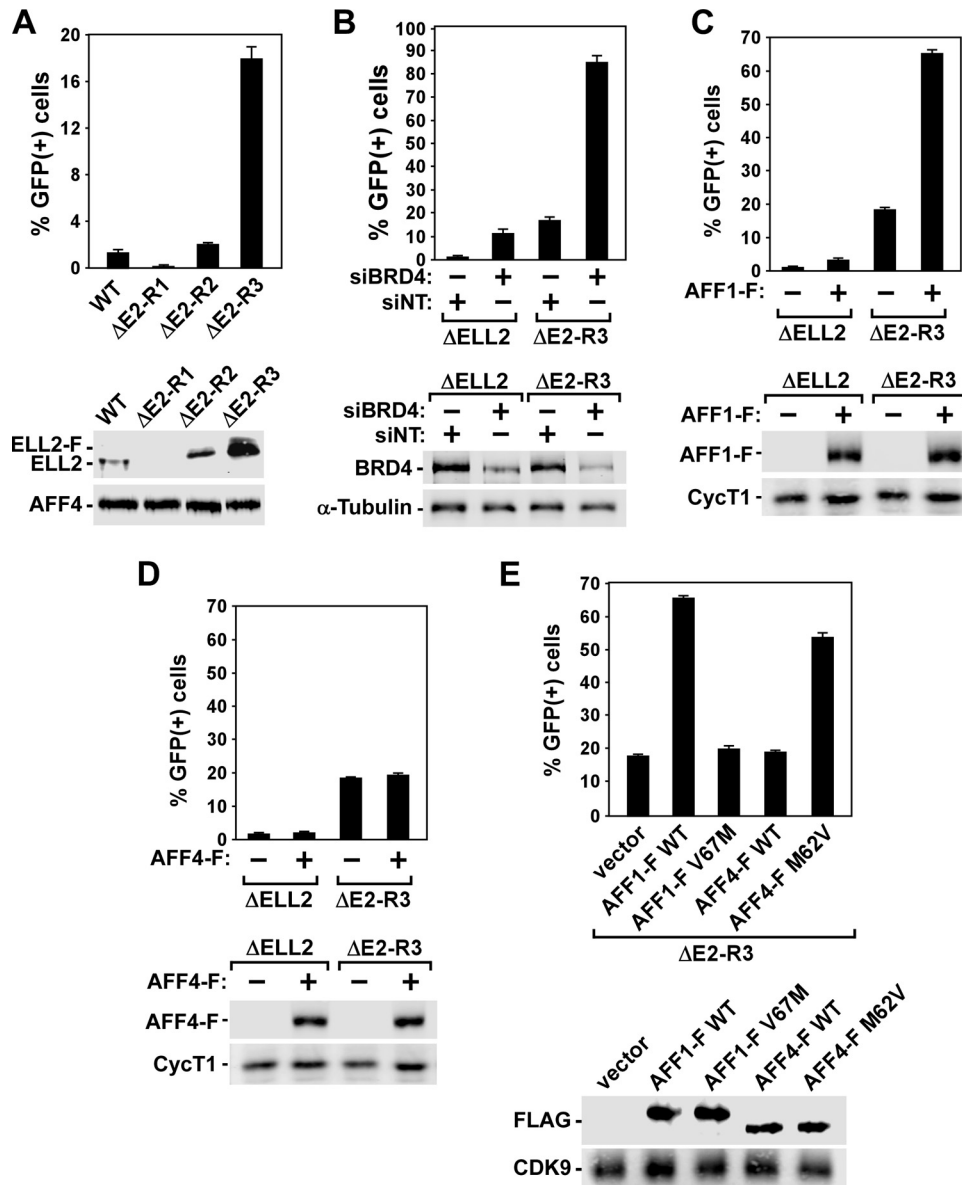 A
% GFP(+) cells
20
16
12
8
4
0
WT
ΔE2-R1
ΔE2-R2
ΔE2-R3
WT
ΔE2-R1
ΔE2-R2
ΔE2-R3
ELL2-F
ELL2
AFF4
B
% GFP(+) cells
100
90
80
70
60
50
40
30
20
10
0
siBRD4: – + – +
siNT: + – + –
ΔELL2 ΔE2-R3
ΔELL2 ΔE2-R3
siBRD4: – + – +
siNT: + – + –
BRD4
α-Tubulin
C
% GFP(+) cells
70
60
50
40
30
20
10
0
AFF1-F: – + – +
ΔELL2 ΔE2-R3
ΔELL2 ΔE2-R3
AFF1-F: – + – +
AFF1-F
CycT1
D
% GFP(+) cells
70
60
50
40
30
20
10
0
AFF4-F: – + – +
ΔELL2 ΔE2-R3
ΔELL2 ΔE2-R3
AFF4-F: – + – +
AFF4-F
CycT1
E
% GFP(+) cells
70
60
50
40
30
20
10
0
vector
AFF1-F WT
AFF1-F V67M
AFF4-F WT
AFF4-F M62V
ΔE2-R3
vector
AFF1-F WT
AFF1-F V67M
AFF4-F WT
AFF4-F M62V
FLAG
CDK9